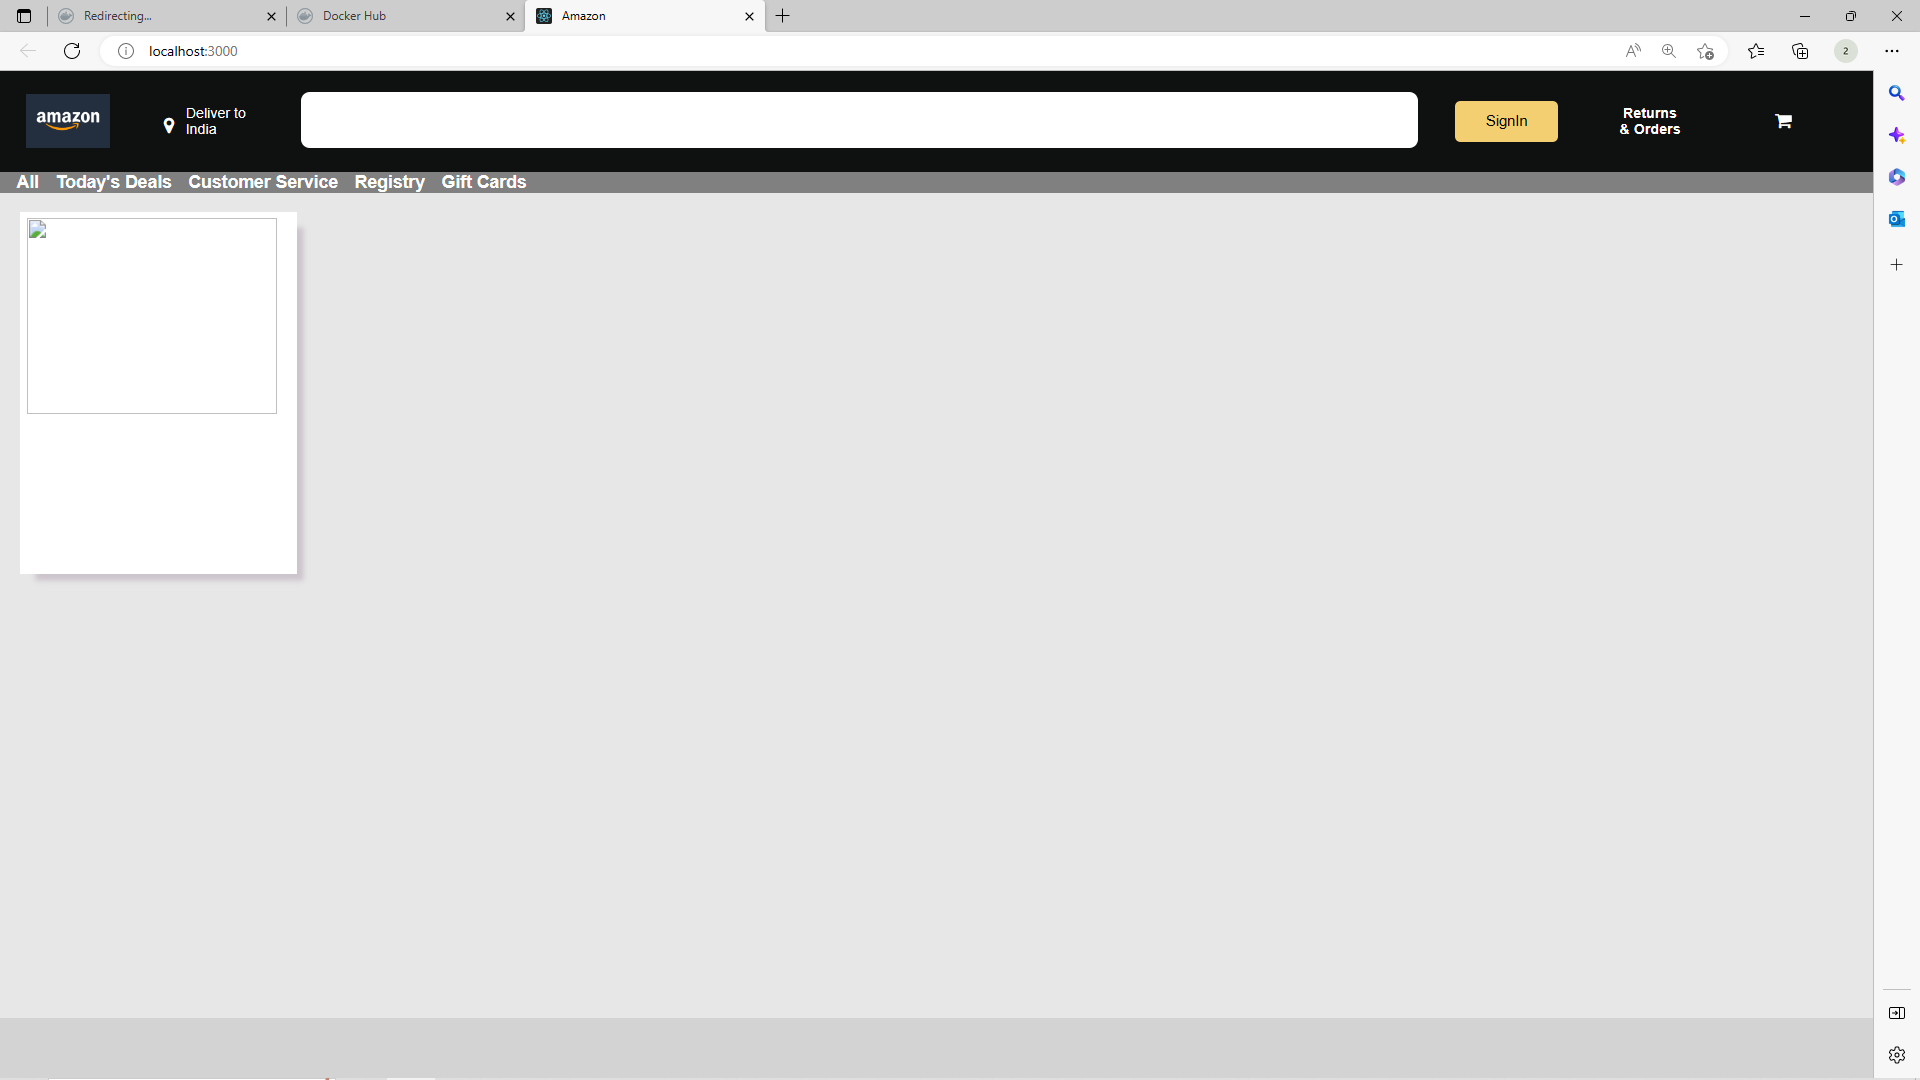 Redirecting...
Docker Hub
Amazon
localhost:3000
2
amazon
Deliver to
India
SignIn
Returns
& Orders
All Today's Deals Customer Service Registry Gift Cards